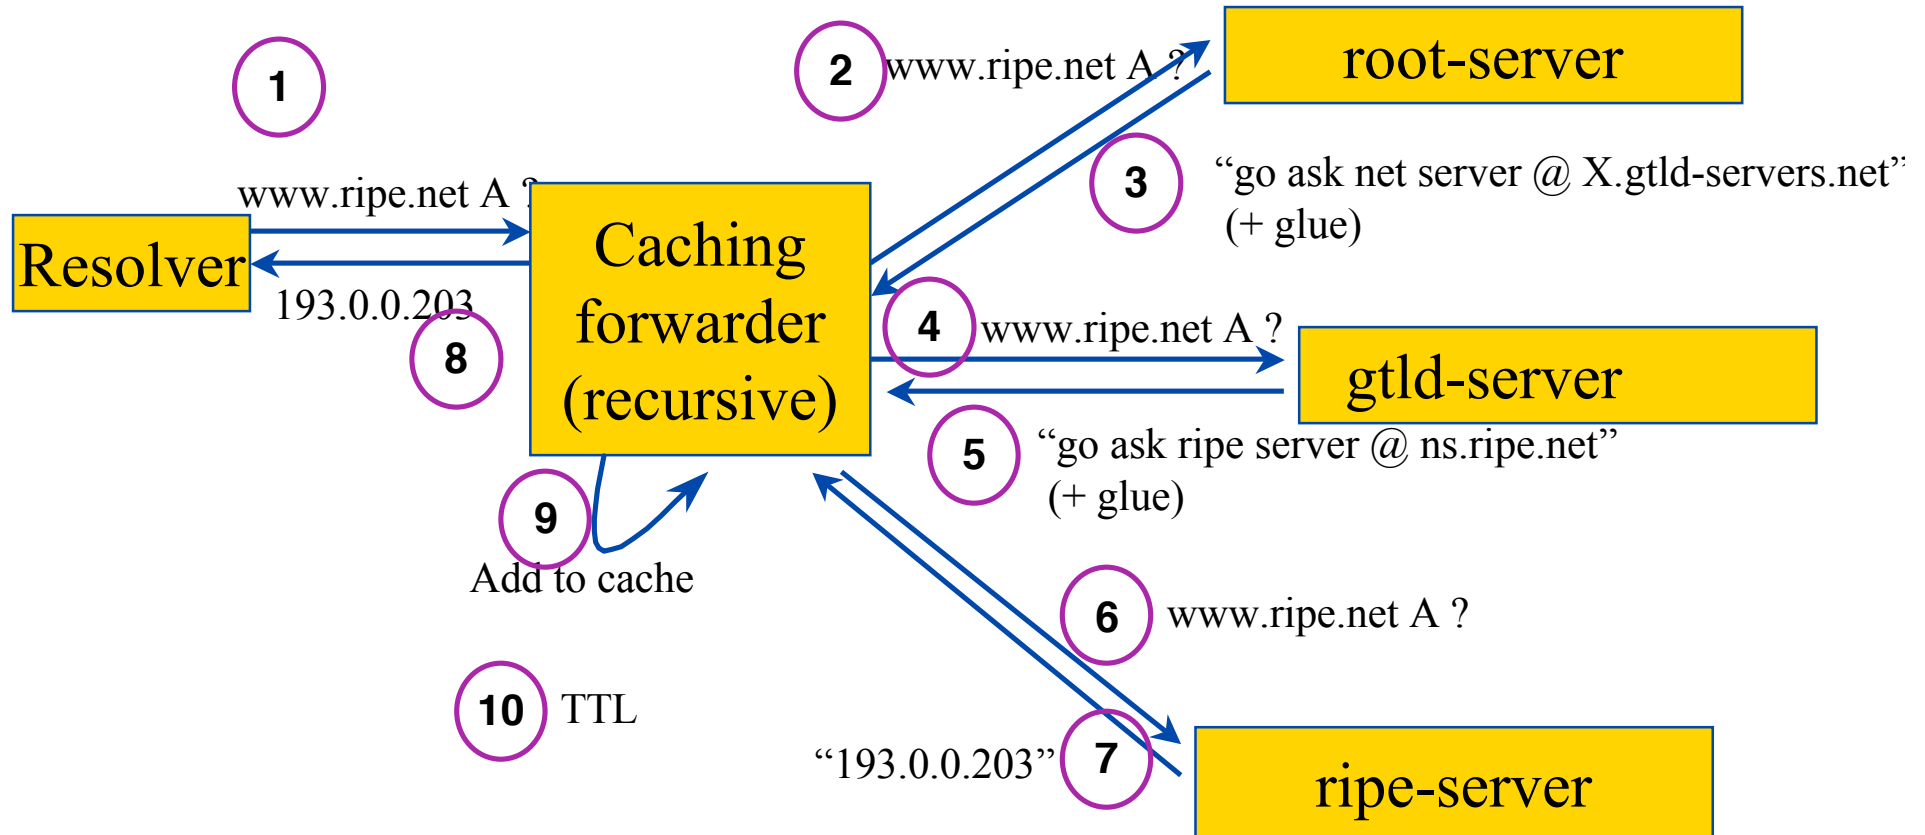 1
2
www.ripe.net A ?
root-server
3
“go ask net server @ X.gtld-servers.net”
(+ glue)
www.ripe.net A ?
Resolver
Caching
forwarder
(recursive)
193.0.0.203
8
4
www.ripe.net A ?
gtld-server
5
“go ask ripe server @ ns.ripe.net”
(+ glue)
9
Add to cache
6
www.ripe.net A ?
10
TTL
“193.0.0.203”
7
ripe-server